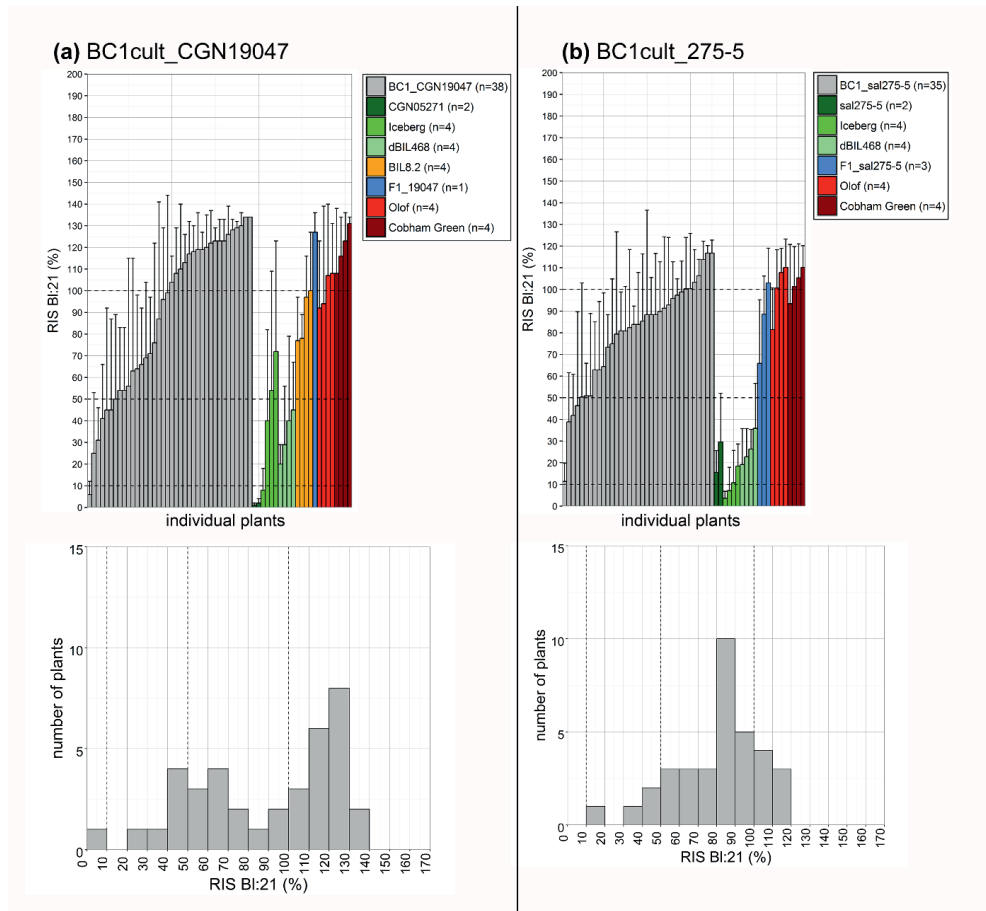 (a) BC1cult_CGN19047
200
190
180
170
160
150
140
130
120
110
100
90
80
70
60
50
40
30
20
10
0
RIS Bl:21 (%)
individual plants
BC1_CGN19047 (n=38)
CGN05271 (n=2)
Iceberg (n=4)
dBIL468 (n=4)
BIL8.2 (n=4)
F1_19047 (n=1)
Olof (n=4)
Cobham Green (n=4)
15
10
5
0
number of plants
0 10 20 30 40 50 60 70 80 90 100 110 120 130 140 150 160 170
RIS Bl:21 (%)
(b) BC1cult_275-5
200
190
180
170
160
150
140
130
120
110
100
90
80
70
60
50
40
30
20
10
0
RIS Bl:21 (%)
individual plants
BC1_sal275-5 (n=35)
sal275-5 (n=2)
Iceberg (n=4)
dBIL468 (n=4)
F1_sal275-5 (n=3)
Olof (n=4)
Cobham Green (n=4)
15
10
5
0
number of plants
0 10 20 30 40 50 60 70 80 90 100 110 120 130 140 150 160 170
RIS Bl:21 (%)